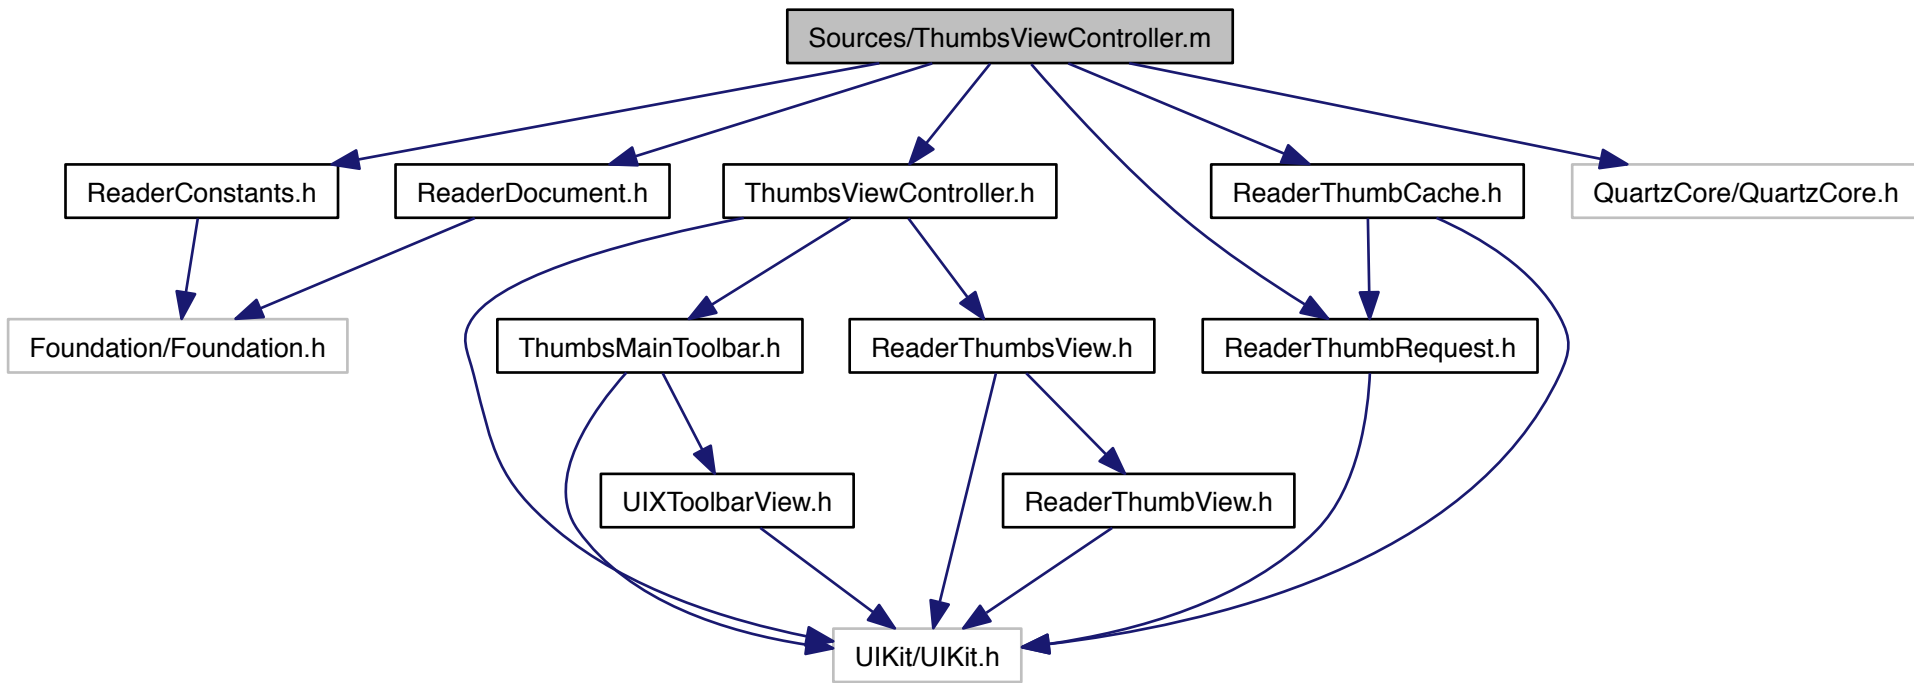 Sources/ThumbsViewController.m
ReaderConstants.h
ReaderDocument.h
ThumbsViewController.h
ReaderThumbCache.h
QuartzCore/QuartzCore.h
Foundation/Foundation.h
ThumbsMainToolbar.h
ReaderThumbsView.h
ReaderThumbRequest.h
UIXToolbarView.h
ReaderThumbView.h
UIKit/UIKit.h